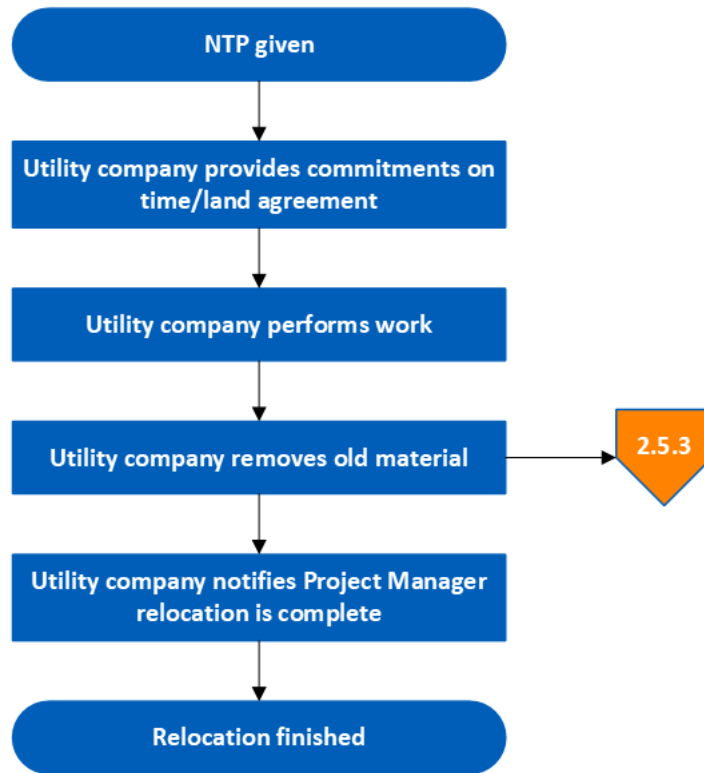 NTP given
Utility company provides commitments on
time/land agreement
Utility company performs work
Utility company removes old material
2.5.3
Utility company notifies Project Manager
relocation is complete
Relocation finished